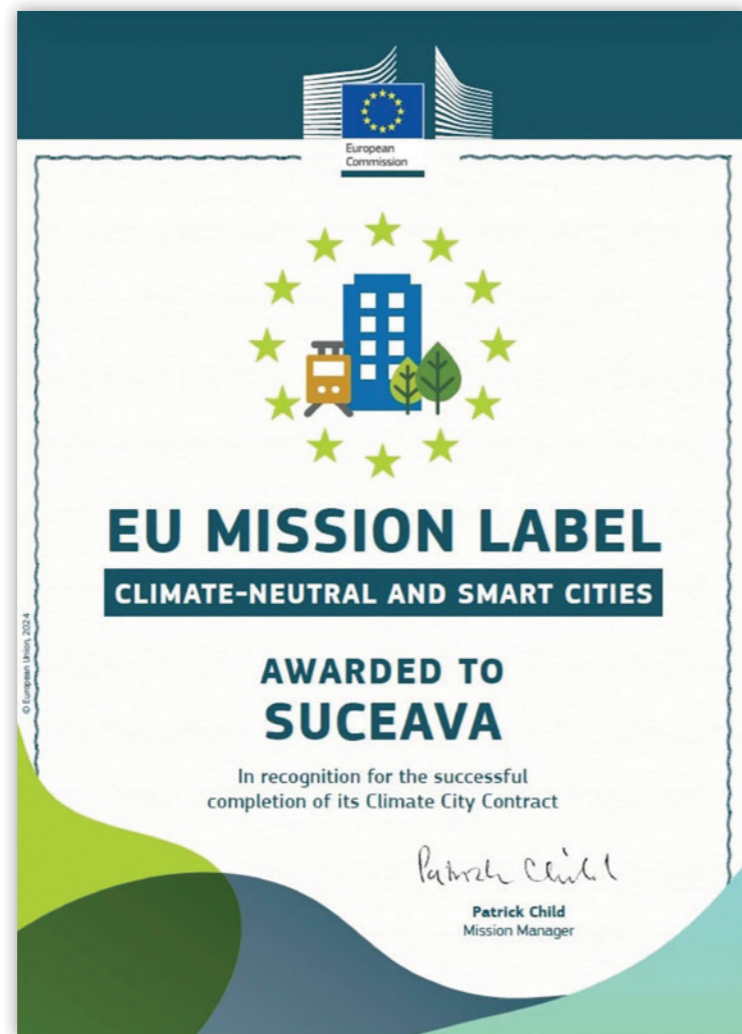 European
Commission
EU MISSION LABEL
CLIMATE-NEUTRAL AND SMART CITIES
© European Union, 2024
AWARDED TO
SUCEAVA
In recognition for the successful
completion of its Climate City Contract
Patrick Child
Patrick Child
Mission Manager